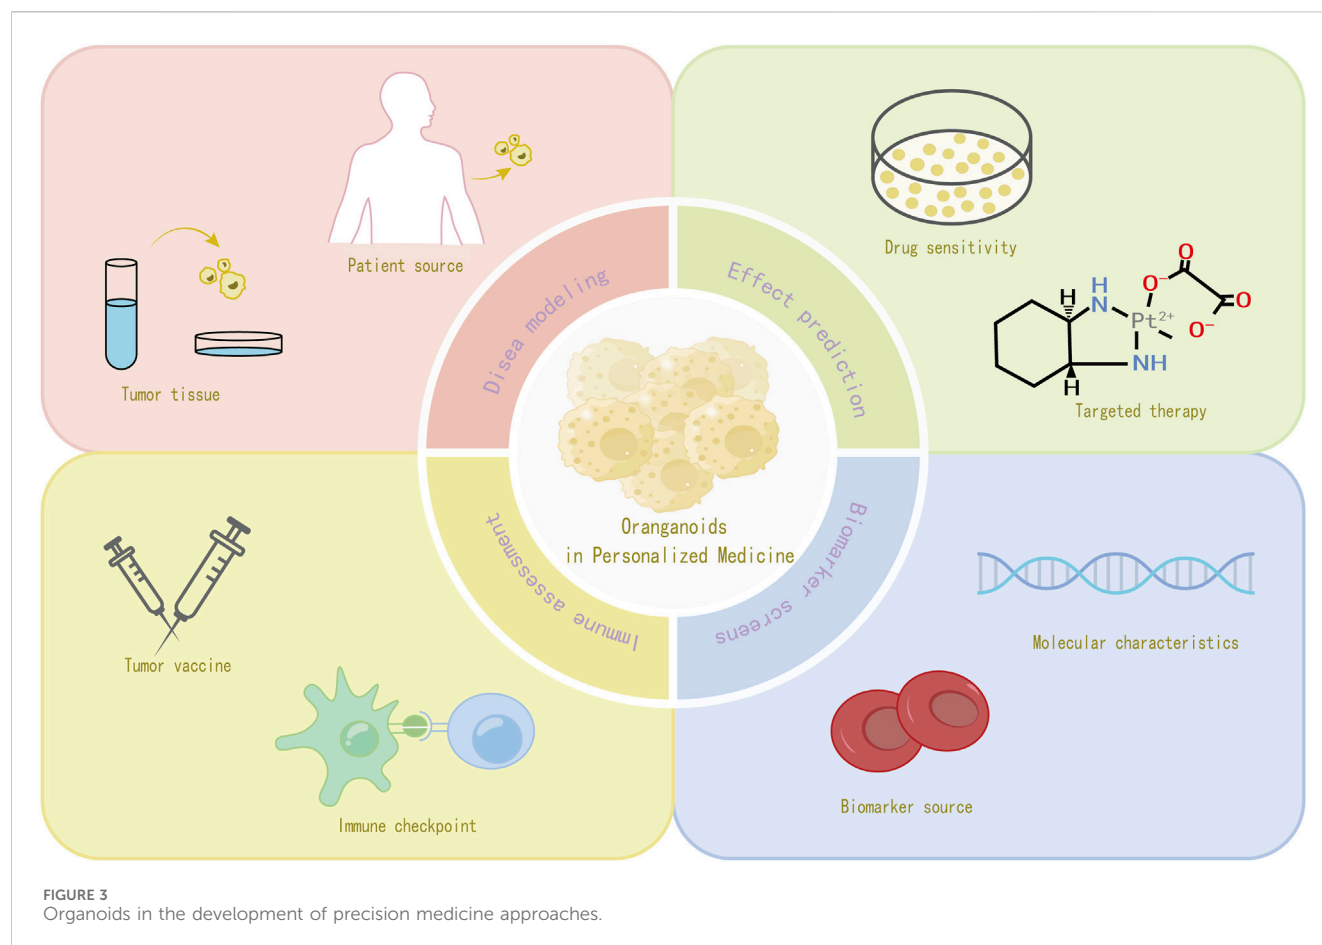 Patient source
Tumor tissue
Disea modeling
Drug sensitivity
H
H
N
Pt2+
O−
O
O
O−
NH
H
Targeted therapy
Effect prediction
Oranganoids
in Personalized Medicine
Immune assessment
Biomarker screens
Tumor vaccine
Immune checkpoint
Molecular characteristics
Biomarker source
FIGURE 3
Organoids in the development of precision medicine approaches.